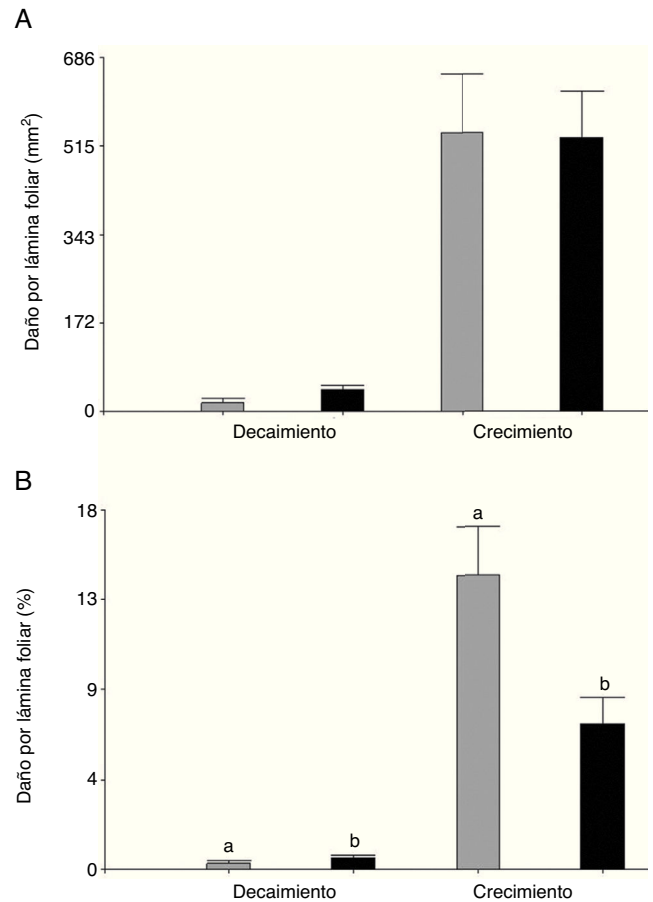 A
Daño por lámina foliar (mm²)
686
515
343
172
0
Decaimiento
Crecimiento
B
Daño por lámina foliar (%)
18
13
9
4
0
a
b
a
b
Decaimiento
Crecimiento